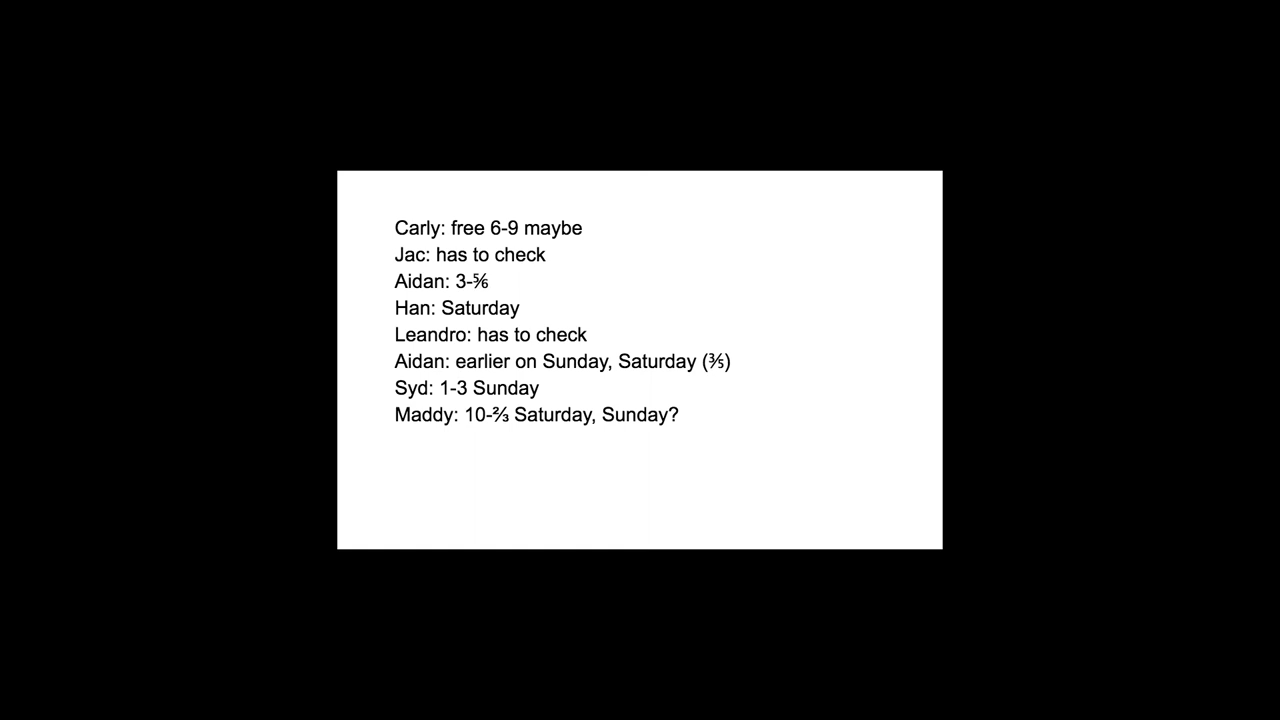 Carly: free 6-9 maybe
Jac: has to check
Aidan: 3-⅚
Han: Saturday
Leandro: has to check
Aidan: earlier on Sunday, Saturday (⅗)
Syd: 1-3 Sunday
Maddy: 10-⅔ Saturday, Sunday?